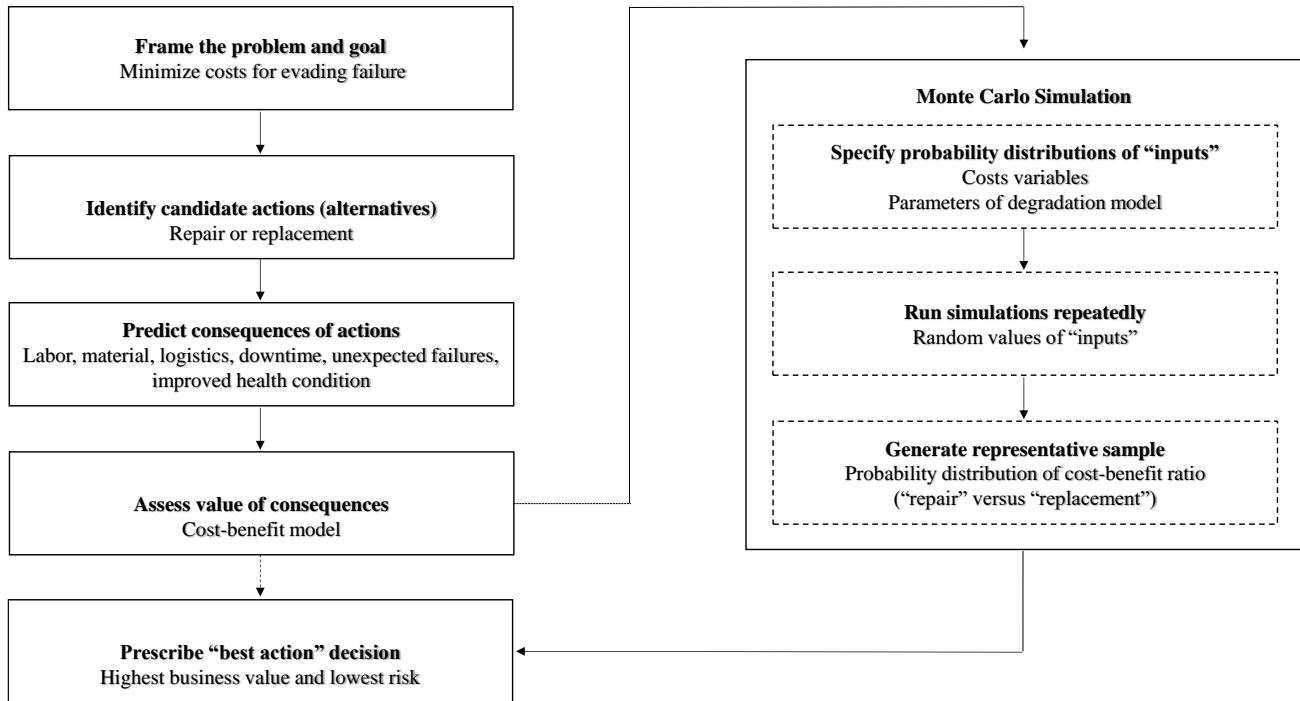 Frame the problem and goal
Minimize costs for evading failure
Identify candidate actions (alternatives)
Repair or replacement
Predict consequences of actions
Labor, material, logistics, downtime, unexpected failures,
improved health condition
Assess value of consequences
Cost-benefit model
Prescribe “best action” decision
Highest business value and lowest risk
Monte Carlo Simulation
Specify probability distributions of “inputs”
Costs variables
Parameters of degradation model
Run simulations repeatedly
Random values of “inputs”
Generate representative sample
Probability distribution of cost-benefit ratio
(“repair” versus “replacement”)